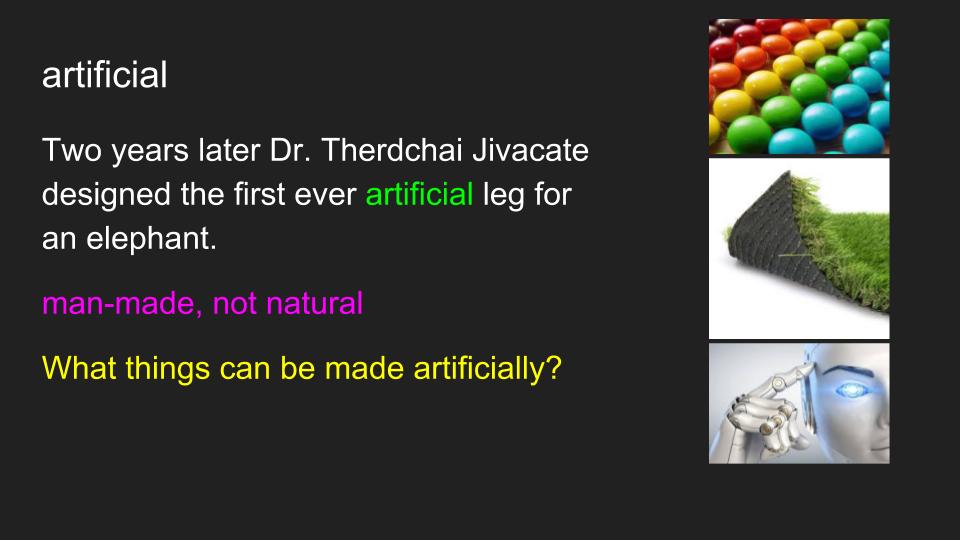 artificial
Two years later Dr. Therdchai Jivacate
designed the first ever artificial leg for
an elephant.
man-made, not natural
What things can be made artificially?